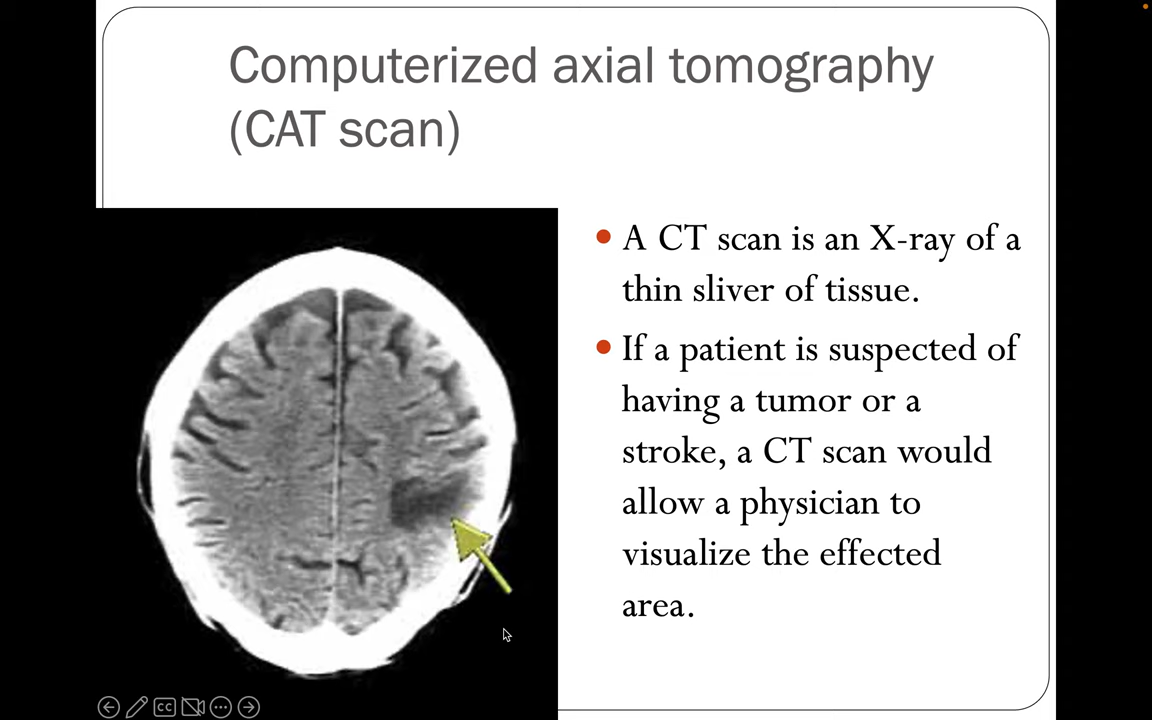 Computerized axial tomography
(CAT scan)
A CT scan is an X-ray of a
thin sliver of tissue.
If a patient is suspected of
having a tumor or a
stroke, a CT scan would
allow a physician to
visualize the effected
area.
CC